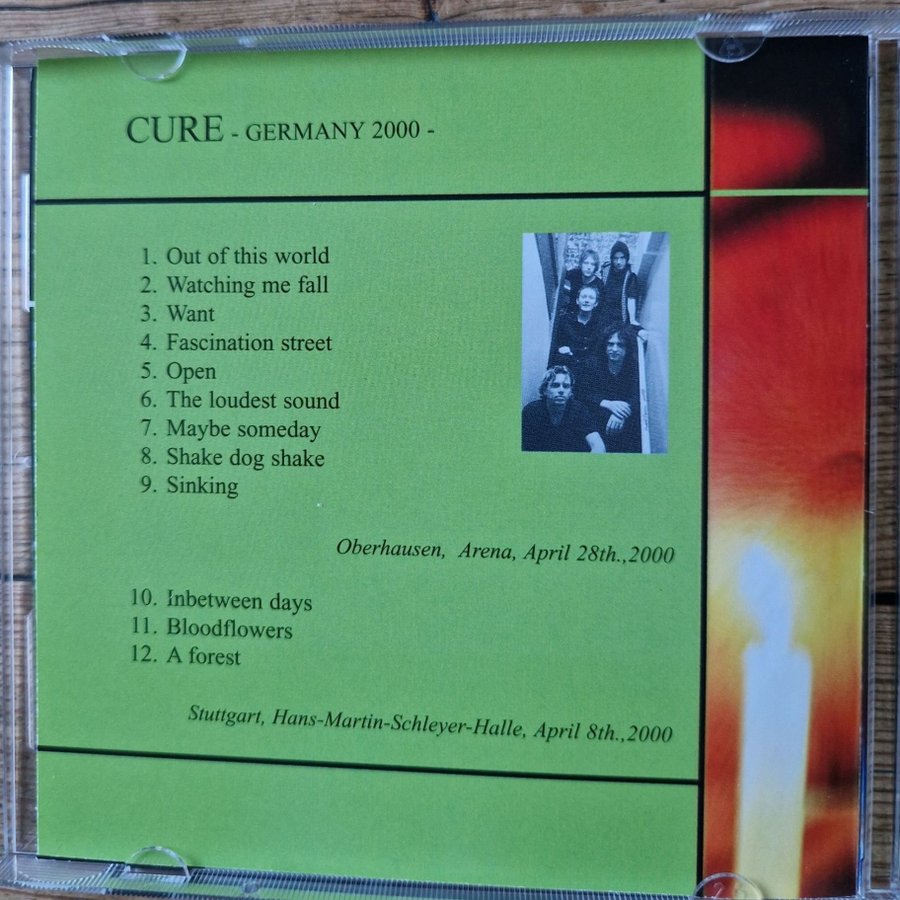 CURE - GERMANY 2000 -
1. Out of this world
2. Watching me fall
3. Want
4. Fascination street
5. Open
6. The loudest sound
7. Maybe someday
8. Shake dog shake
9. Sinking
Oberhausen, Arena, April 28th.,2000
10. Inbetween days
11. Bloodflowers
12. A forest
Stuttgart, Hans-Martin-Schleyer-Halle, April 8th.,2000